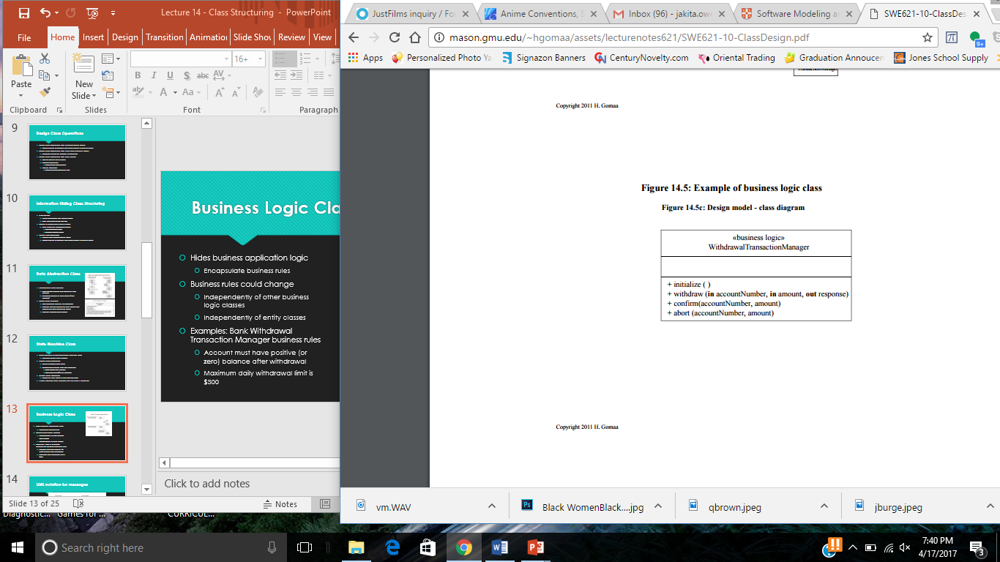 Lecture 14 - Class Structuring - PowerPoint
File Home Insert Design Transition Animatioi Slide Shov Review View
16+
Paste
New
Slide
B I U S abc AV
A Aa A A
Clipboard Slides Font Paragraph
9
Design Class Operations
10
Information Hiding Class Structuring
11
Data Abstraction Class
12
State Machine Class
13
Business Logic Class
14
UML notation for messages
Business Logic Cla
Hides business application logic
Encapsulate business rules
Business rules could change
Independently of other business
logic classes
Independently of entity classes
Examples: Bank Withdrawal
Transaction Manager business rules
Account must have positive (or
zero) balance after withdrawal
Maximum daily withdrawal limit is
$300
Click to add notes
Slide 13 of 25 Notes
Diagnostic... Games for ... CURRICUL...
JustFilms inquiry / Fo
Anime Conventions, S
Inbox (96) - jakita.owe
Software Modeling a
SWE621-10-ClassDes
mason.gmu.edu/~hgomaa/assets/lecturenotes621/SWE621-10-ClassDesign.pdf
9+
Apps Personalized Photo Ya Signazon Banners CenturyNovelty.com Oriental Trading Graduation Announcen Jones School Supply
Copyright 2011 H. Gomaa
Figure 14.5: Example of business logic class
Figure 14.5c: Design model - class diagram
«business logic»
WithdrawalTransactionManager
+ initialize ( )
+ withdraw (in accountNumber, in amount, out response)
+ confirm(accountNumber, amount)
+ abort (accountNumber, amount)
Copyright 2011 H. Gomaa
vm.WAV
Black WomenBlack....jpg
qbrown.jpeg
jburge.jpeg
Search right here
7:40 PM
4/17/2017
3